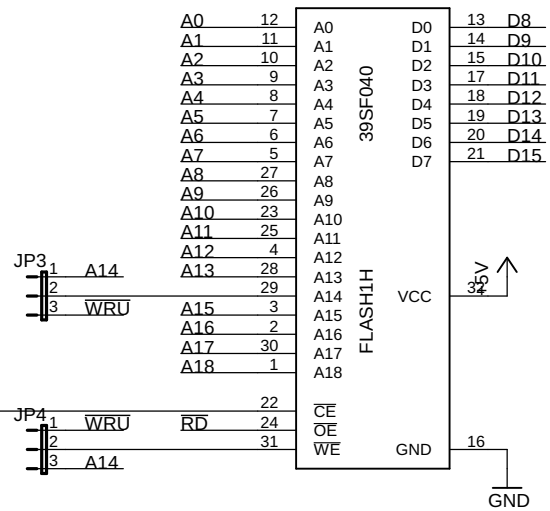 A0 12 A0 D0 13 D8
A1 11 A1 D1 14 D9
A2 10 A2 D2 15 D10
A3 9 A3 D3 17 D11
A4 8 A4 D4 18 D12
A5 7 A5 D5 19 D13
A6 6 A6 D6 20 D14
A7 5 A7 D7 21 D15
39SF040
A8 27 A8
A9 26 A9
A10 23 A10
A11 25 A11
A12 4 A12
JP3
1 A14 A13 28 A13
2 29 A14 VCC 32 +5V
3 WRU A15 3 A15
A16 2 A16
A17 30 A17
A18 1 A18
FLASH1H
22 CE
JP4
1 WRU RD 24 OE
2 31 WE GND 16
3 A14
GND